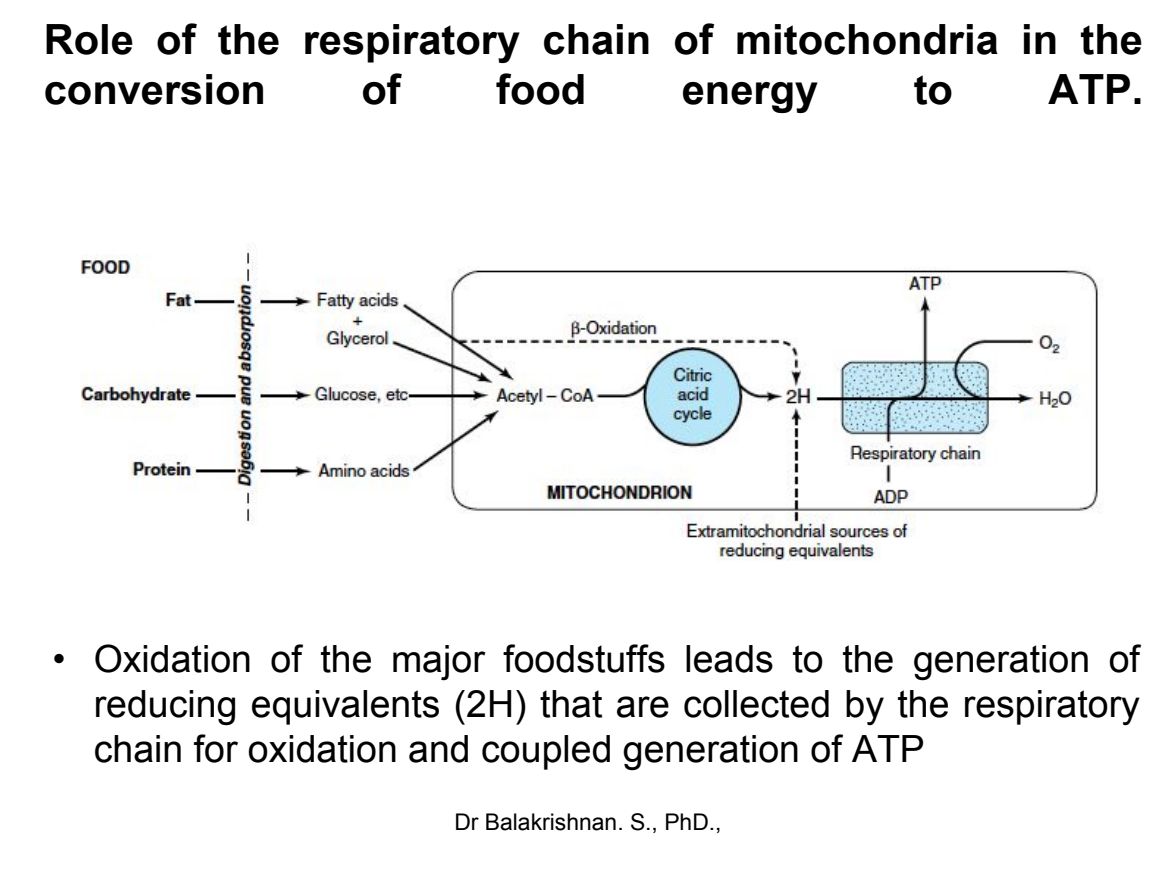 Role of the respiratory chain of mitochondria in the
conversion of food energy to ATP.
FOOD
Fat
Carbohydrate
Protein
Digestion and absorption
Fatty acids
+
Glycerol
Glucose, etc
Amino acids
β-Oxidation
Acetyl – CoA
Citric
acid
cycle
2H
ATP
O₂
H₂O
Respiratory chain
ADP
MITOCHONDRION
Extramitochondrial sources of
reducing equivalents
• Oxidation of the major foodstuffs leads to the generation of
reducing equivalents (2H) that are collected by the respiratory
chain for oxidation and coupled generation of ATP
Dr Balakrishnan. S., PhD.,